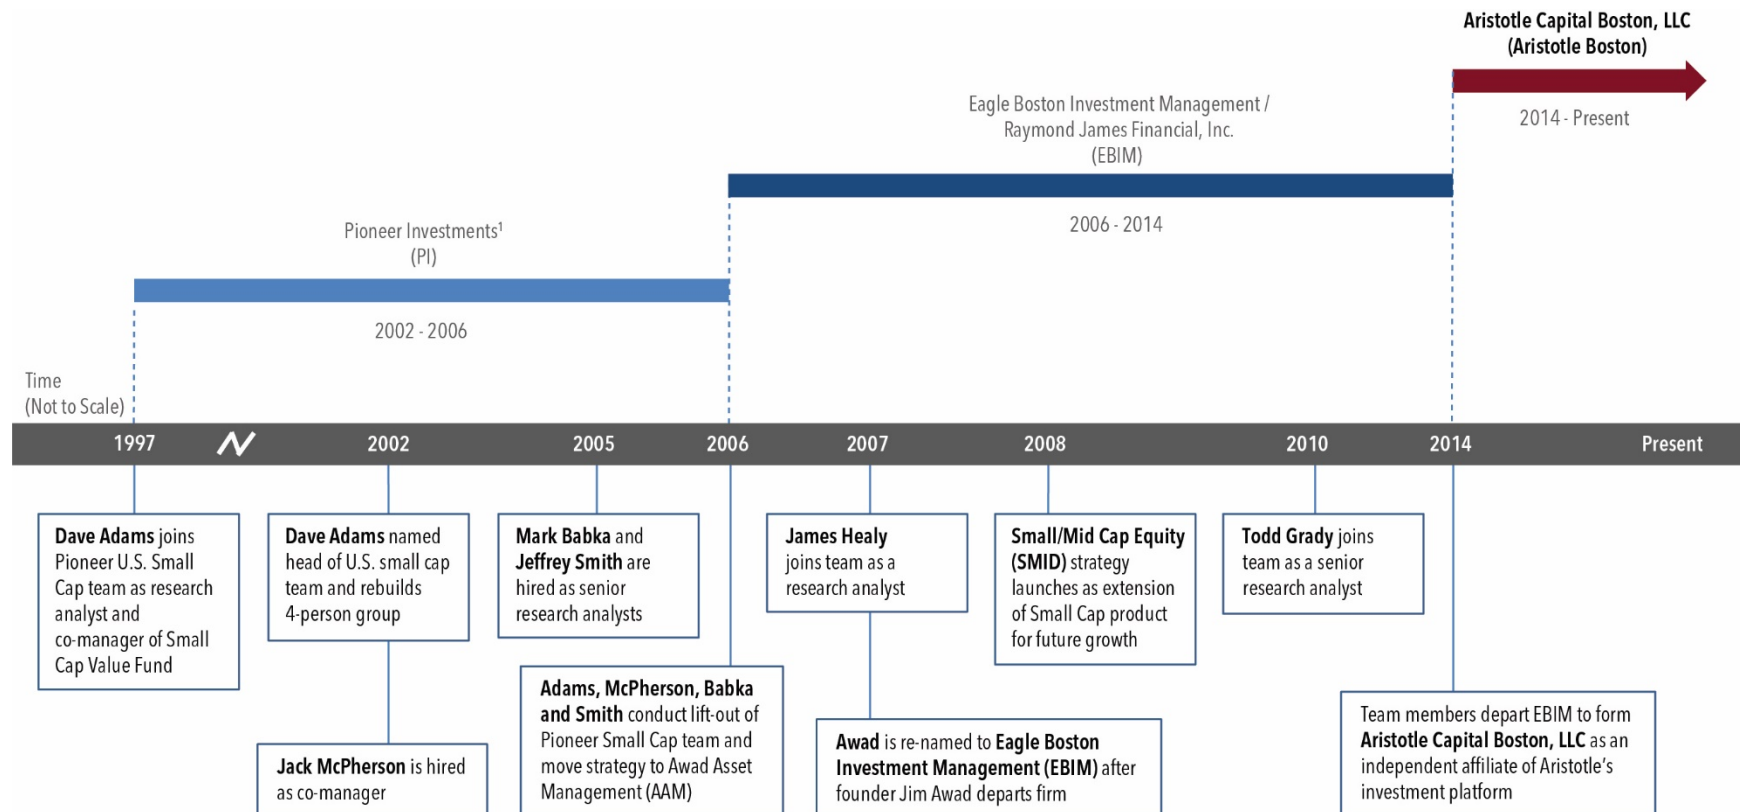 Aristotle Capital Boston, LLC
(Aristotle Boston)
2014 - Present
Eagle Boston Investment Management /
Raymond James Financial, Inc.
(EBIM)
2006 - 2014
Pioneer Investments¹
(PI)
2002 - 2006
Time
(Not to Scale)
1997 2002 2005 2006 2007 2008 2010 2014 Present
Dave Adams joins
Pioneer U.S. Small
Cap team as research
analyst and
co-manager of Small
Cap Value Fund
Dave Adams named
head of U.S. small cap
team and rebuilds
4-person group
Jack McPherson is hired
as co-manager
Mark Babka and
Jeffrey Smith are
hired as senior
research analysts
Adams, McPherson, Babka
and Smith conduct lift-out of
Pioneer Small Cap team and
move strategy to Awad Asset
Management (AAM)
James Healy
joins team as a
research analyst
Awad is re-named to Eagle Boston
Investment Management (EBIM) after
founder Jim Awad departs firm
Small/Mid Cap Equity
(SMID) strategy
launches as extension
of Small Cap product
for future growth
Todd Grady joins
team as a senior
research analyst
Team members depart EBIM to form
Aristotle Capital Boston, LLC as an
independent affiliate of Aristotle's
investment platform